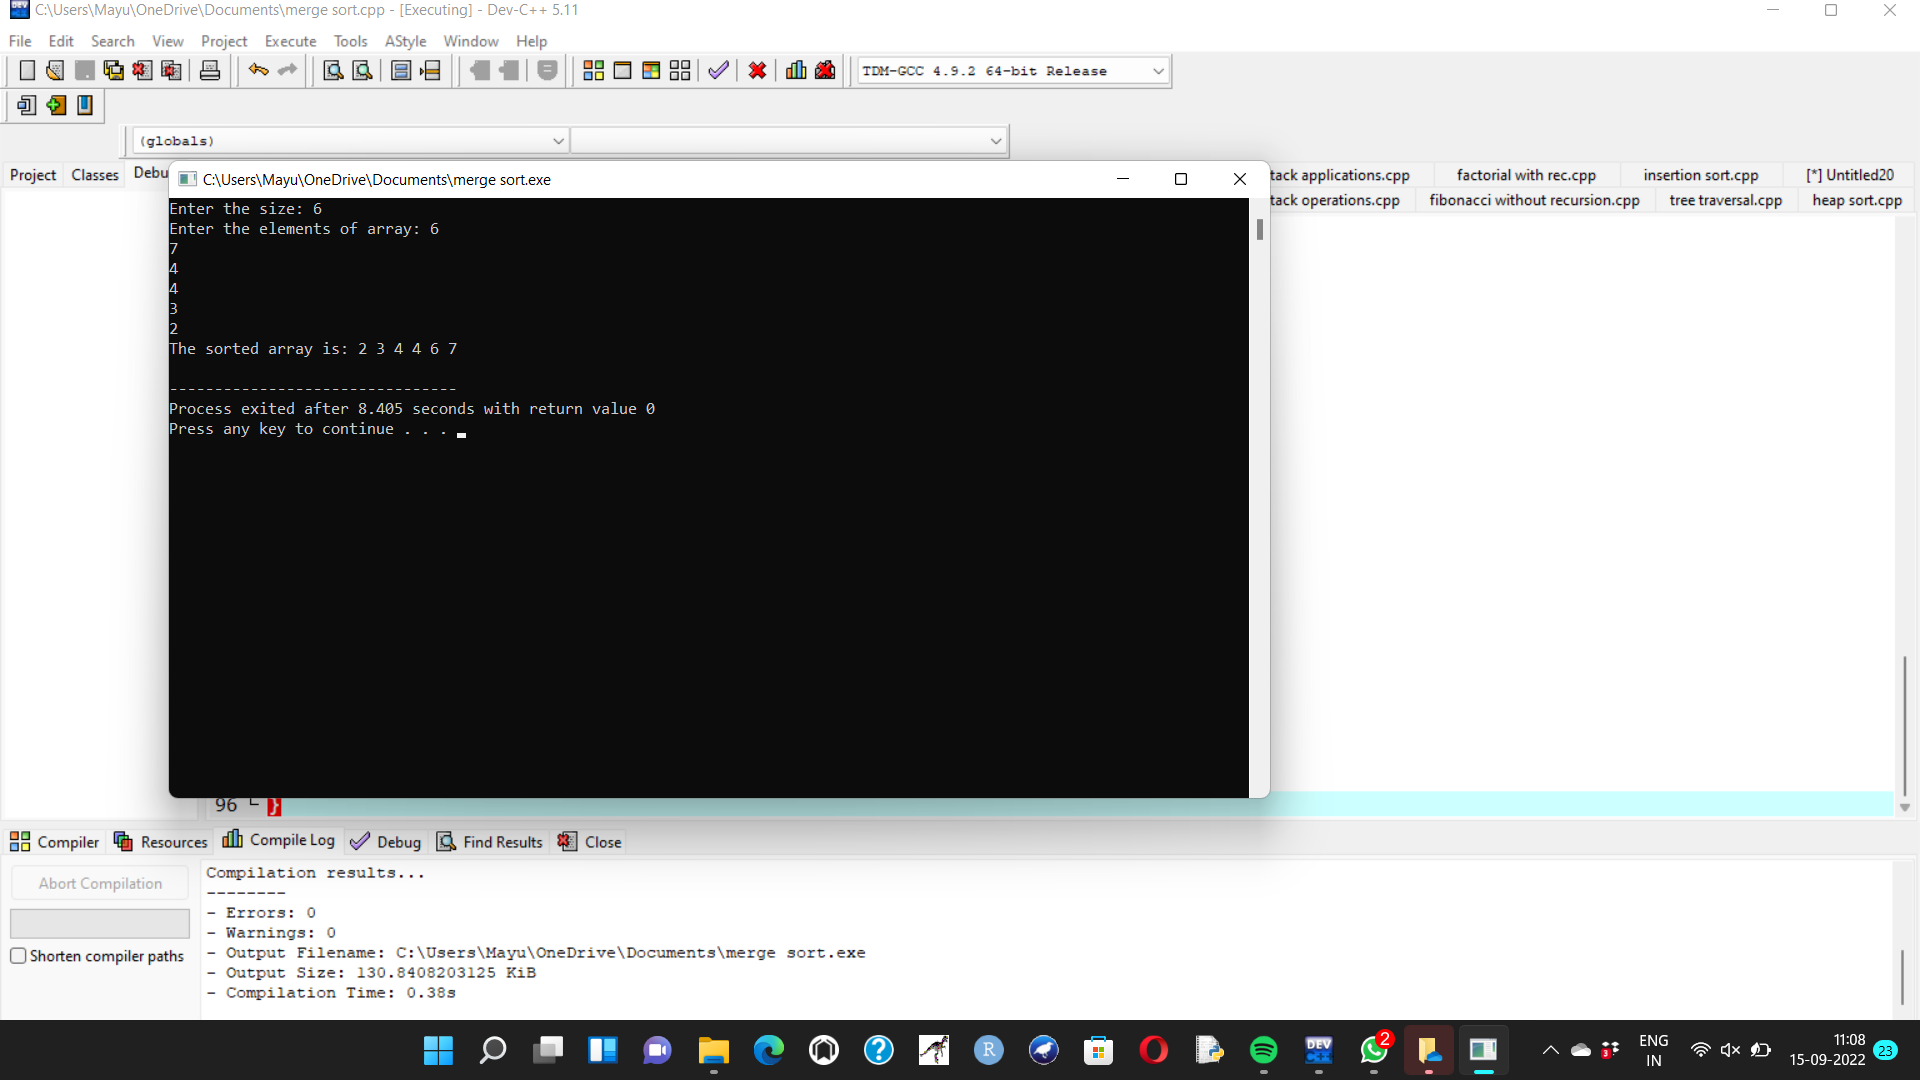 C:\Users\Mayu\OneDrive\Documents\merge sort.cpp - [Executing] - Dev-C++ 5.11
File Edit Search View Project Execute Tools AStyle Window Help
TDM-GCC 4.9.2 64-bit Release
(globals)
Project Classes Debu
tack applications.cpp factorial with rec.cpp insertion sort.cpp [*] Untitled20
tack operations.cpp fibonacci without recursion.cpp tree traversal.cpp heap sort.cpp
C:\Users\Mayu\OneDrive\Documents\merge sort.exe
Enter the size: 6
Enter the elements of array: 6
7
4
4
3
2
The sorted array is: 2 3 4 4 6 7
--------------------------------
Process exited after 8.405 seconds with return value 0
Press any key to continue . . .
96 }
Compiler Resources Compile Log Debug Find Results Close
Abort Compilation
Shorten compiler paths
Compilation results...
--------
- Errors: 0
- Warnings: 0
- Output Filename: C:\Users\Mayu\OneDrive\Documents\merge sort.exe
- Output Size: 130.8408203125 KiB
- Compilation Time: 0.38s
R
DEV C++
2
3
ENG
IN
11:08
15-09-2022
23